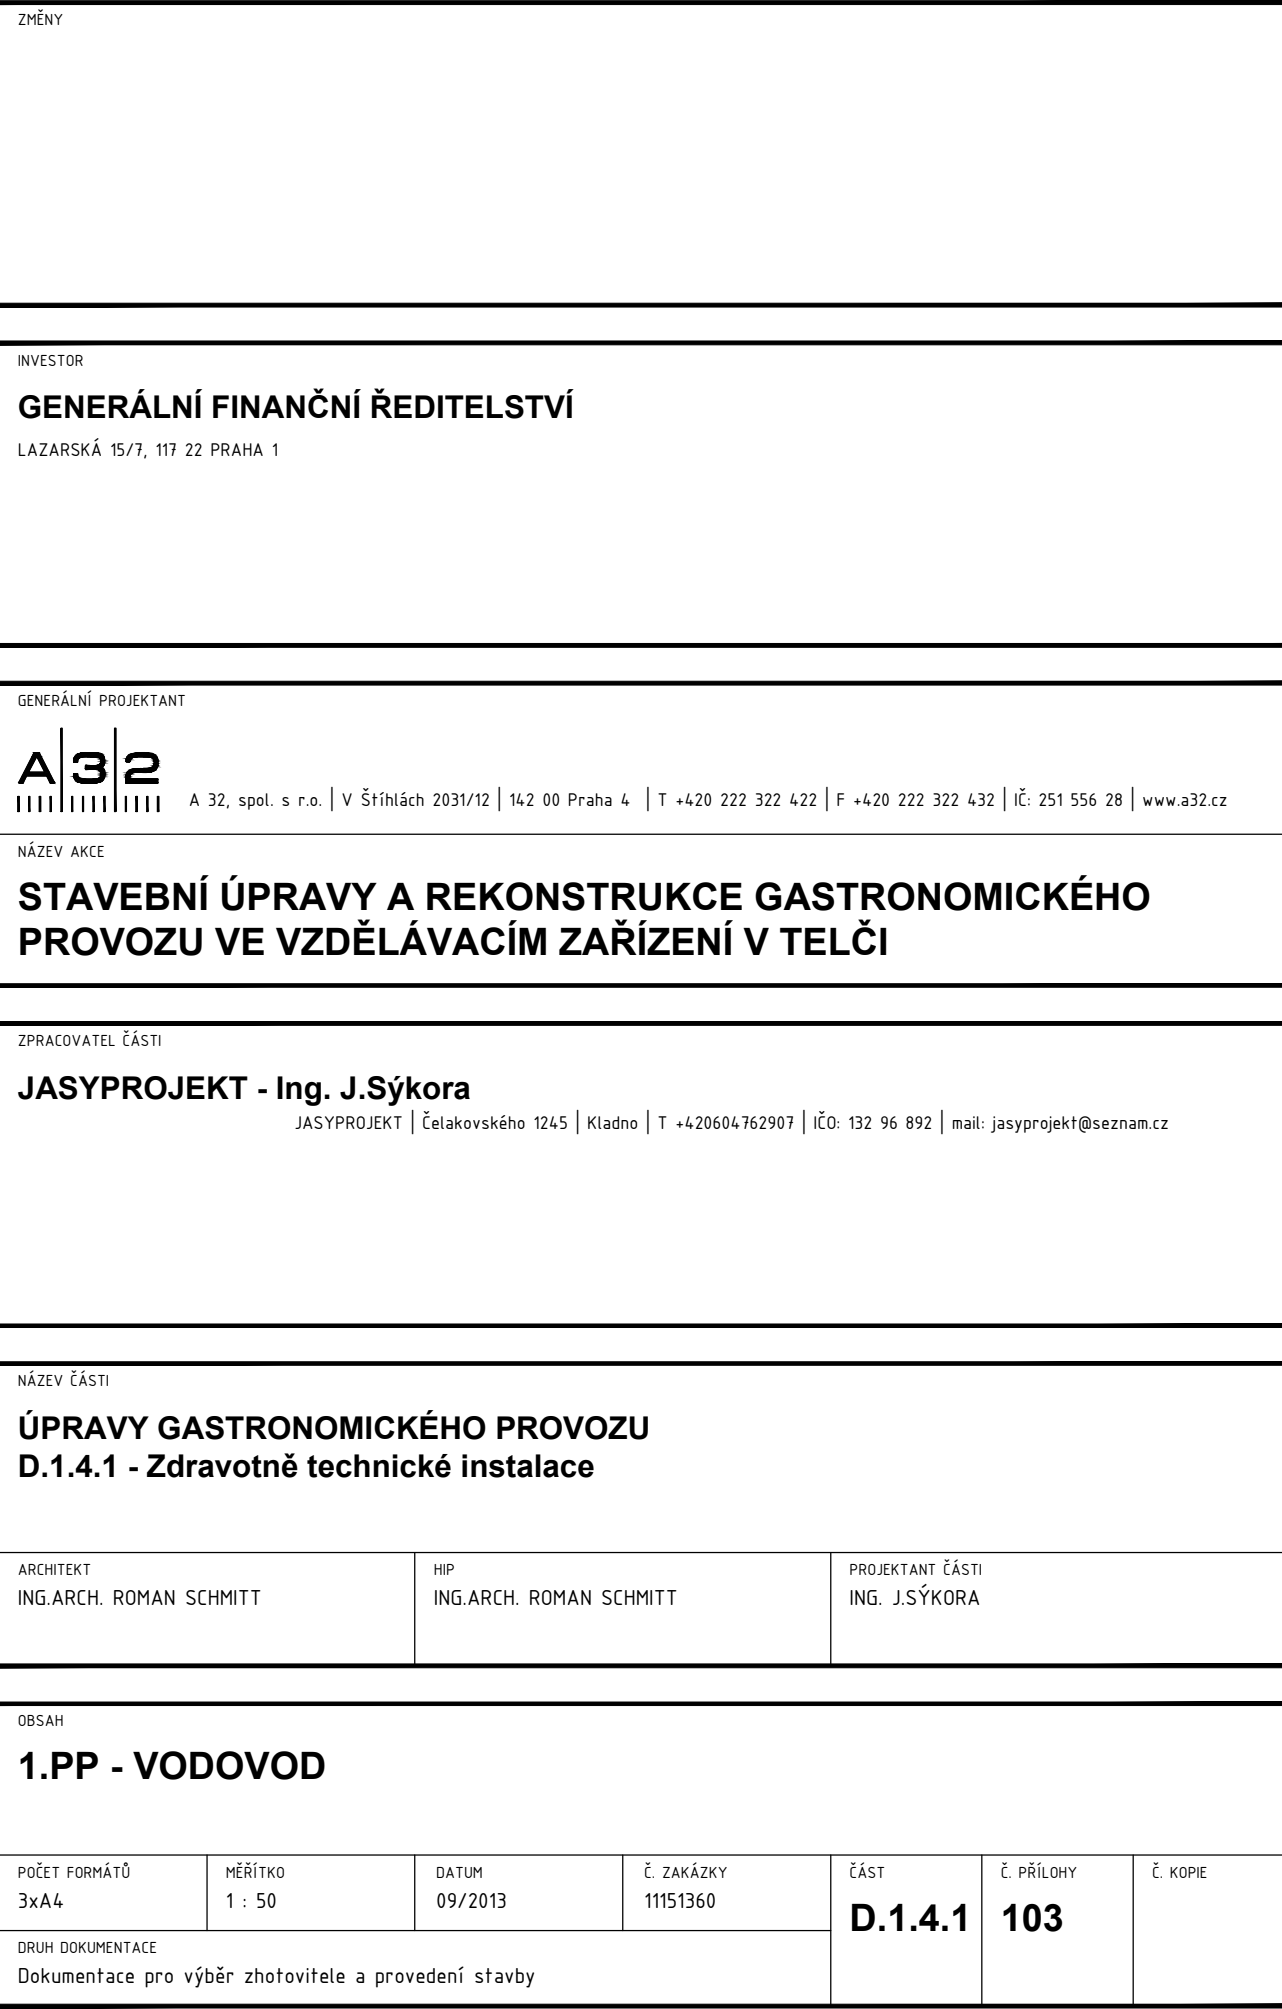 ZMĚNY
INVESTOR
GENERÁLNÍ FINANČNÍ ŘEDITELSTVÍ
LAZARSKÁ 15/7, 117 22 PRAHA 1
GENERÁLNÍ PROJEKTANT
A|3|2
A 32, spol. s r.o. | V Štíhlách 2031/12 | 142 00 Praha 4 | T +420 222 322 422 | F +420 222 322 432 | IČ: 251 556 28 | www.a32.cz
NÁZEV AKCE
STAVEBNÍ ÚPRAVY A REKONSTRUKCE GASTRONOMICKÉHO
PROVOZU VE VZDĚLÁVACÍM ZAŘÍZENÍ V TELČI
ZPRACOVATEL ČÁSTI
JASYPROJEKT - Ing. J.Sýkora
JASYPROJEKT | Čelakovského 1245 | Kladno | T +420604762907 | IČO: 132 96 892 | mail: jasyprojekt@seznam.cz
NÁZEV ČÁSTI
ÚPRAVY GASTRONOMICKÉHO PROVOZU
D.1.4.1 - Zdravotně technické instalace
ARCHITEKT
ING.ARCH. ROMAN SCHMITT
HIP
ING.ARCH. ROMAN SCHMITT
PROJEKTANT ČÁSTI
ING. J.SÝKORA
OBSAH
1.PP - VODOVOD
POČET FORMÁTŮ
3xA4
MĚŘÍTKO
1 : 50
DATUM
09/2013
Č. ZAKÁZKY
11151360
ČÁST
D.1.4.1
Č. PŘÍLOHY
103
Č. KOPIE
DRUH DOKUMENTACE
Dokumentace pro výběr zhotovitele a provedení stavby